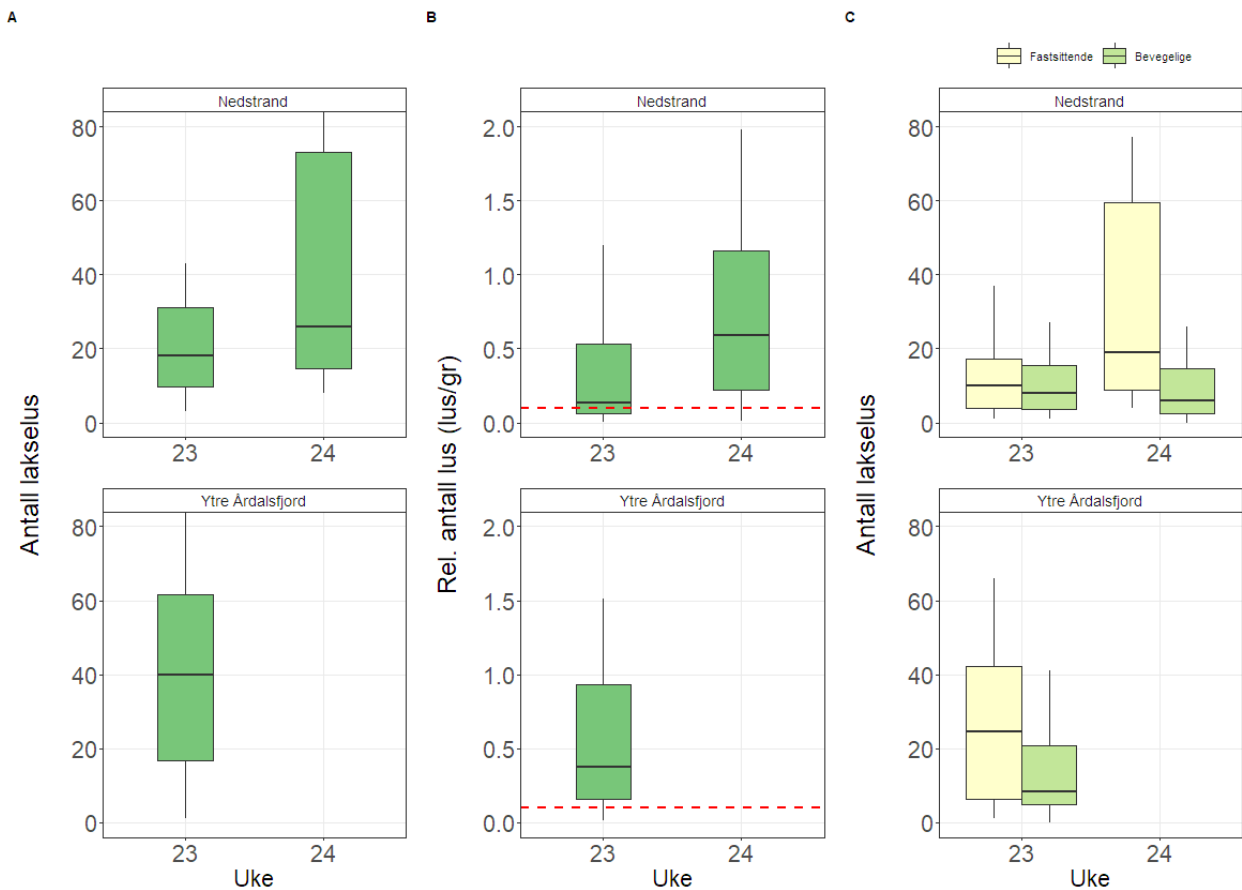 A
B
C
Fastsittende
Bevegelige
Nedstrand
Nedstrand
Nedstrand
80
60
40
20
0
2.0
1.5
1.0
0.5
0.0
80
60
40
20
0
23
24
23
24
23
24
Antall lakselus
Rel. antall lus (lus/gr)
Antall lakselus
Ytre Årdalsfjord
Ytre Årdalsfjord
Ytre Årdalsfjord
80
60
40
20
0
2.0
1.5
1.0
0.5
0.0
80
60
40
20
0
23
24
23
24
23
24
Uke
Uke
Uke